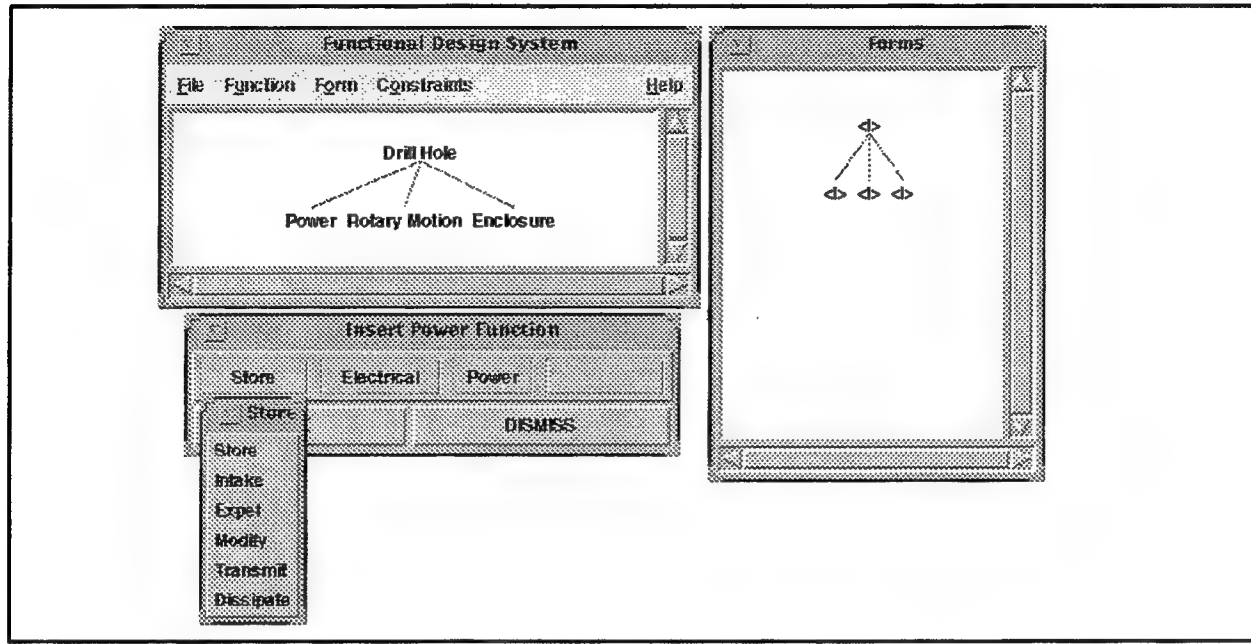 Functional Design System
File Function Form Constraints Help
Drill Hole
Power Rotary Motion Enclosure
Forms
<I>
<I> <I> <I>
Insert Power Function
Store Electrical Power
DISMISS
Store
Store
Intake
Expel
Modify
Transmit
Dissipate